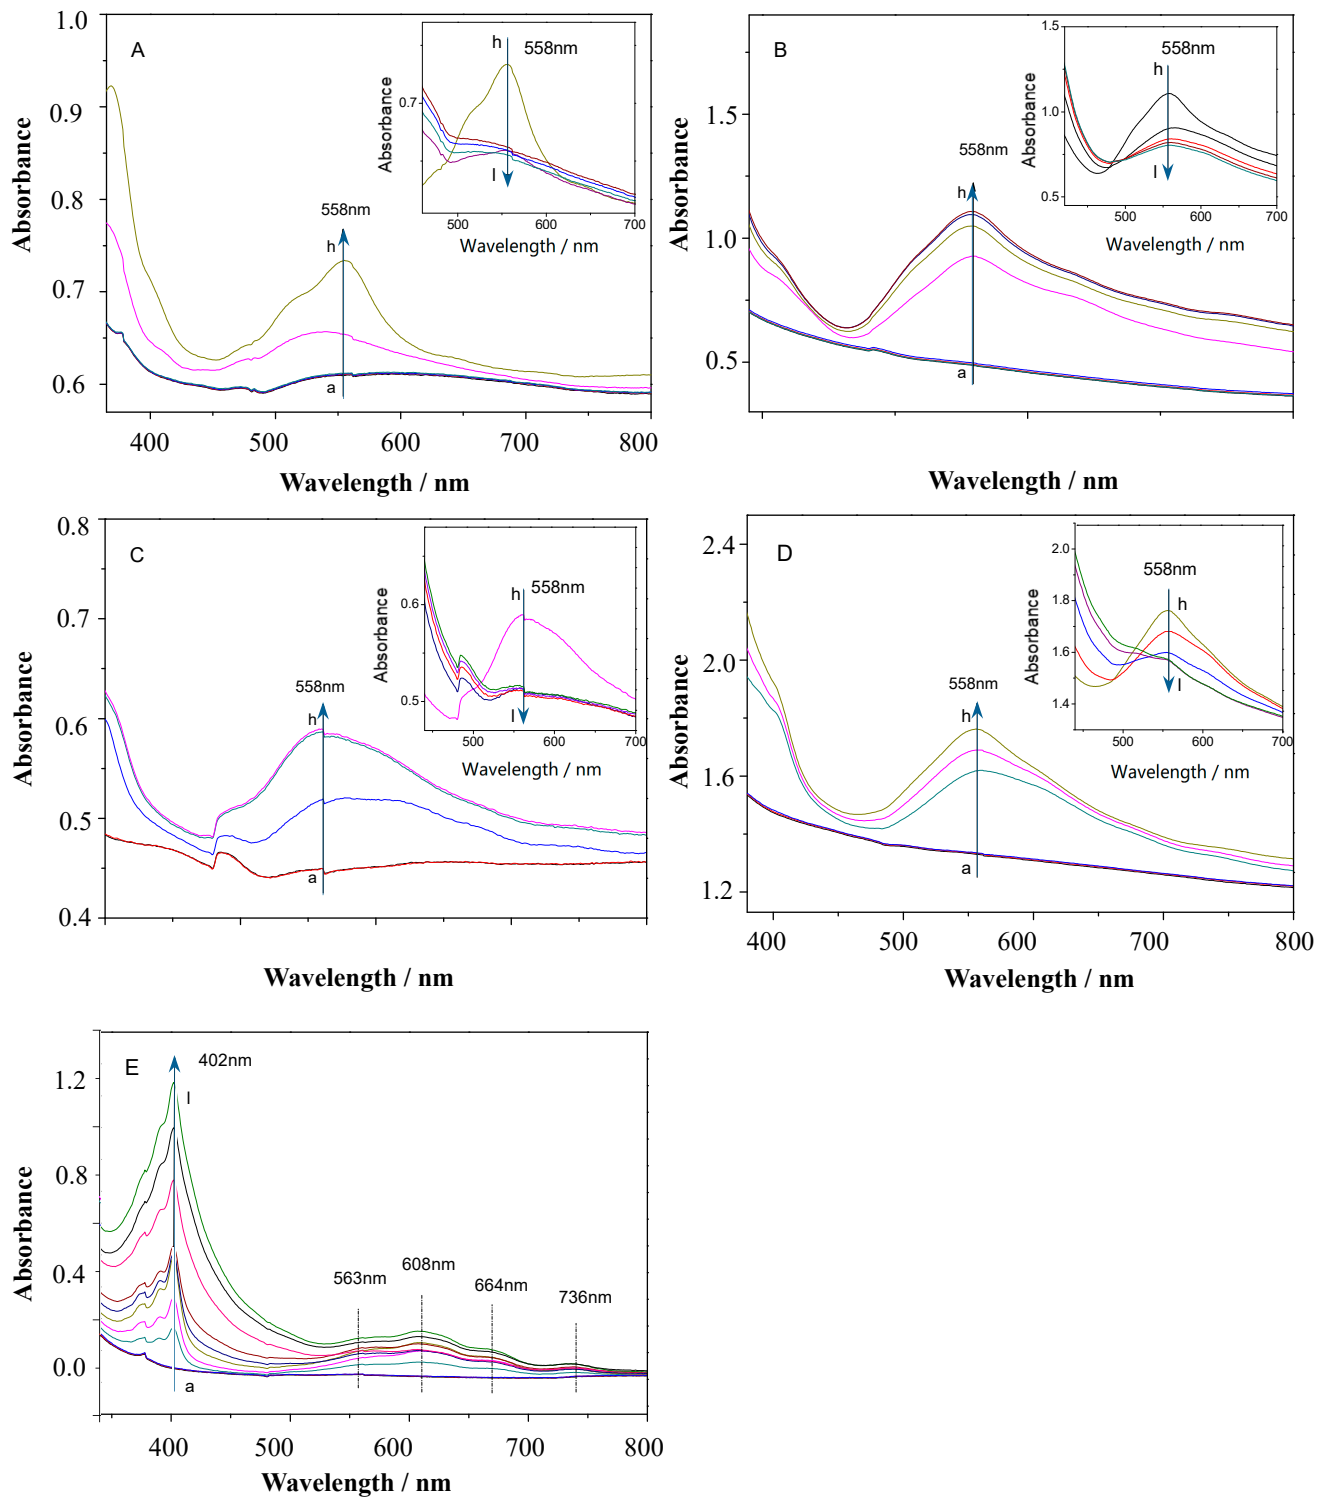 A
1.0
0.9
0.8
0.7
0.6
400 500 600 700 800
Absorbance
Wavelength / nm
558nm
h
a
h
558nm
l
0.7
500 600 700
Absorbance
Wavelength / nm
B
1.5
1.0
0.5
Absorbance
Wavelength / nm
558nm
h
a
558nm
h
l
1.5
1.0
0.5
500 600 700
Absorbance
Wavelength / nm
C
0.8
0.7
0.6
0.5
0.4
Absorbance
Wavelength / nm
558nm
h
a
h
558nm
l
0.6
0.5
500 600 700
Absorbance
Wavelength / nm
D
2.4
2.0
1.6
1.2
400 500 600 700 800
Absorbance
Wavelength / nm
558nm
h
a
558nm
h
l
2.0
1.8
1.6
1.4
500 600 700
Absorbance
Wavelength / nm
E
1.2
0.8
0.4
0.0
400 500 600 700 800
Absorbance
Wavelength / nm
402nm
l
a
563nm
608nm
664nm
736nm